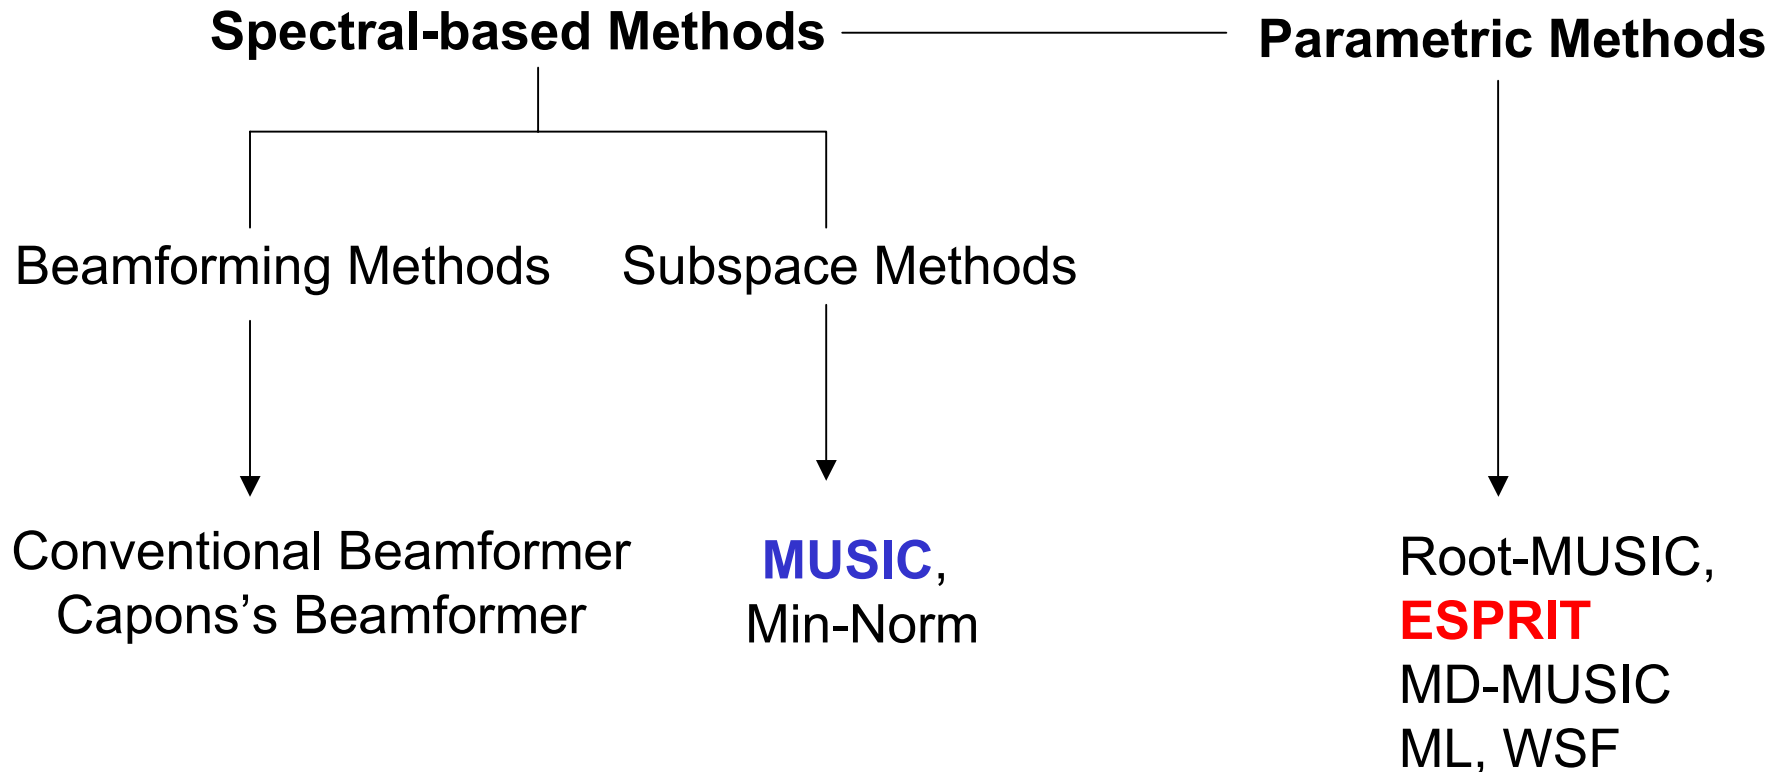 Spectral-based Methods
Parametric Methods
Beamforming Methods
Subspace Methods
Conventional Beamformer
Capons’s Beamformer
MUSIC,
Min-Norm
Root-MUSIC,
ESPRIT
MD-MUSIC
ML, WSF